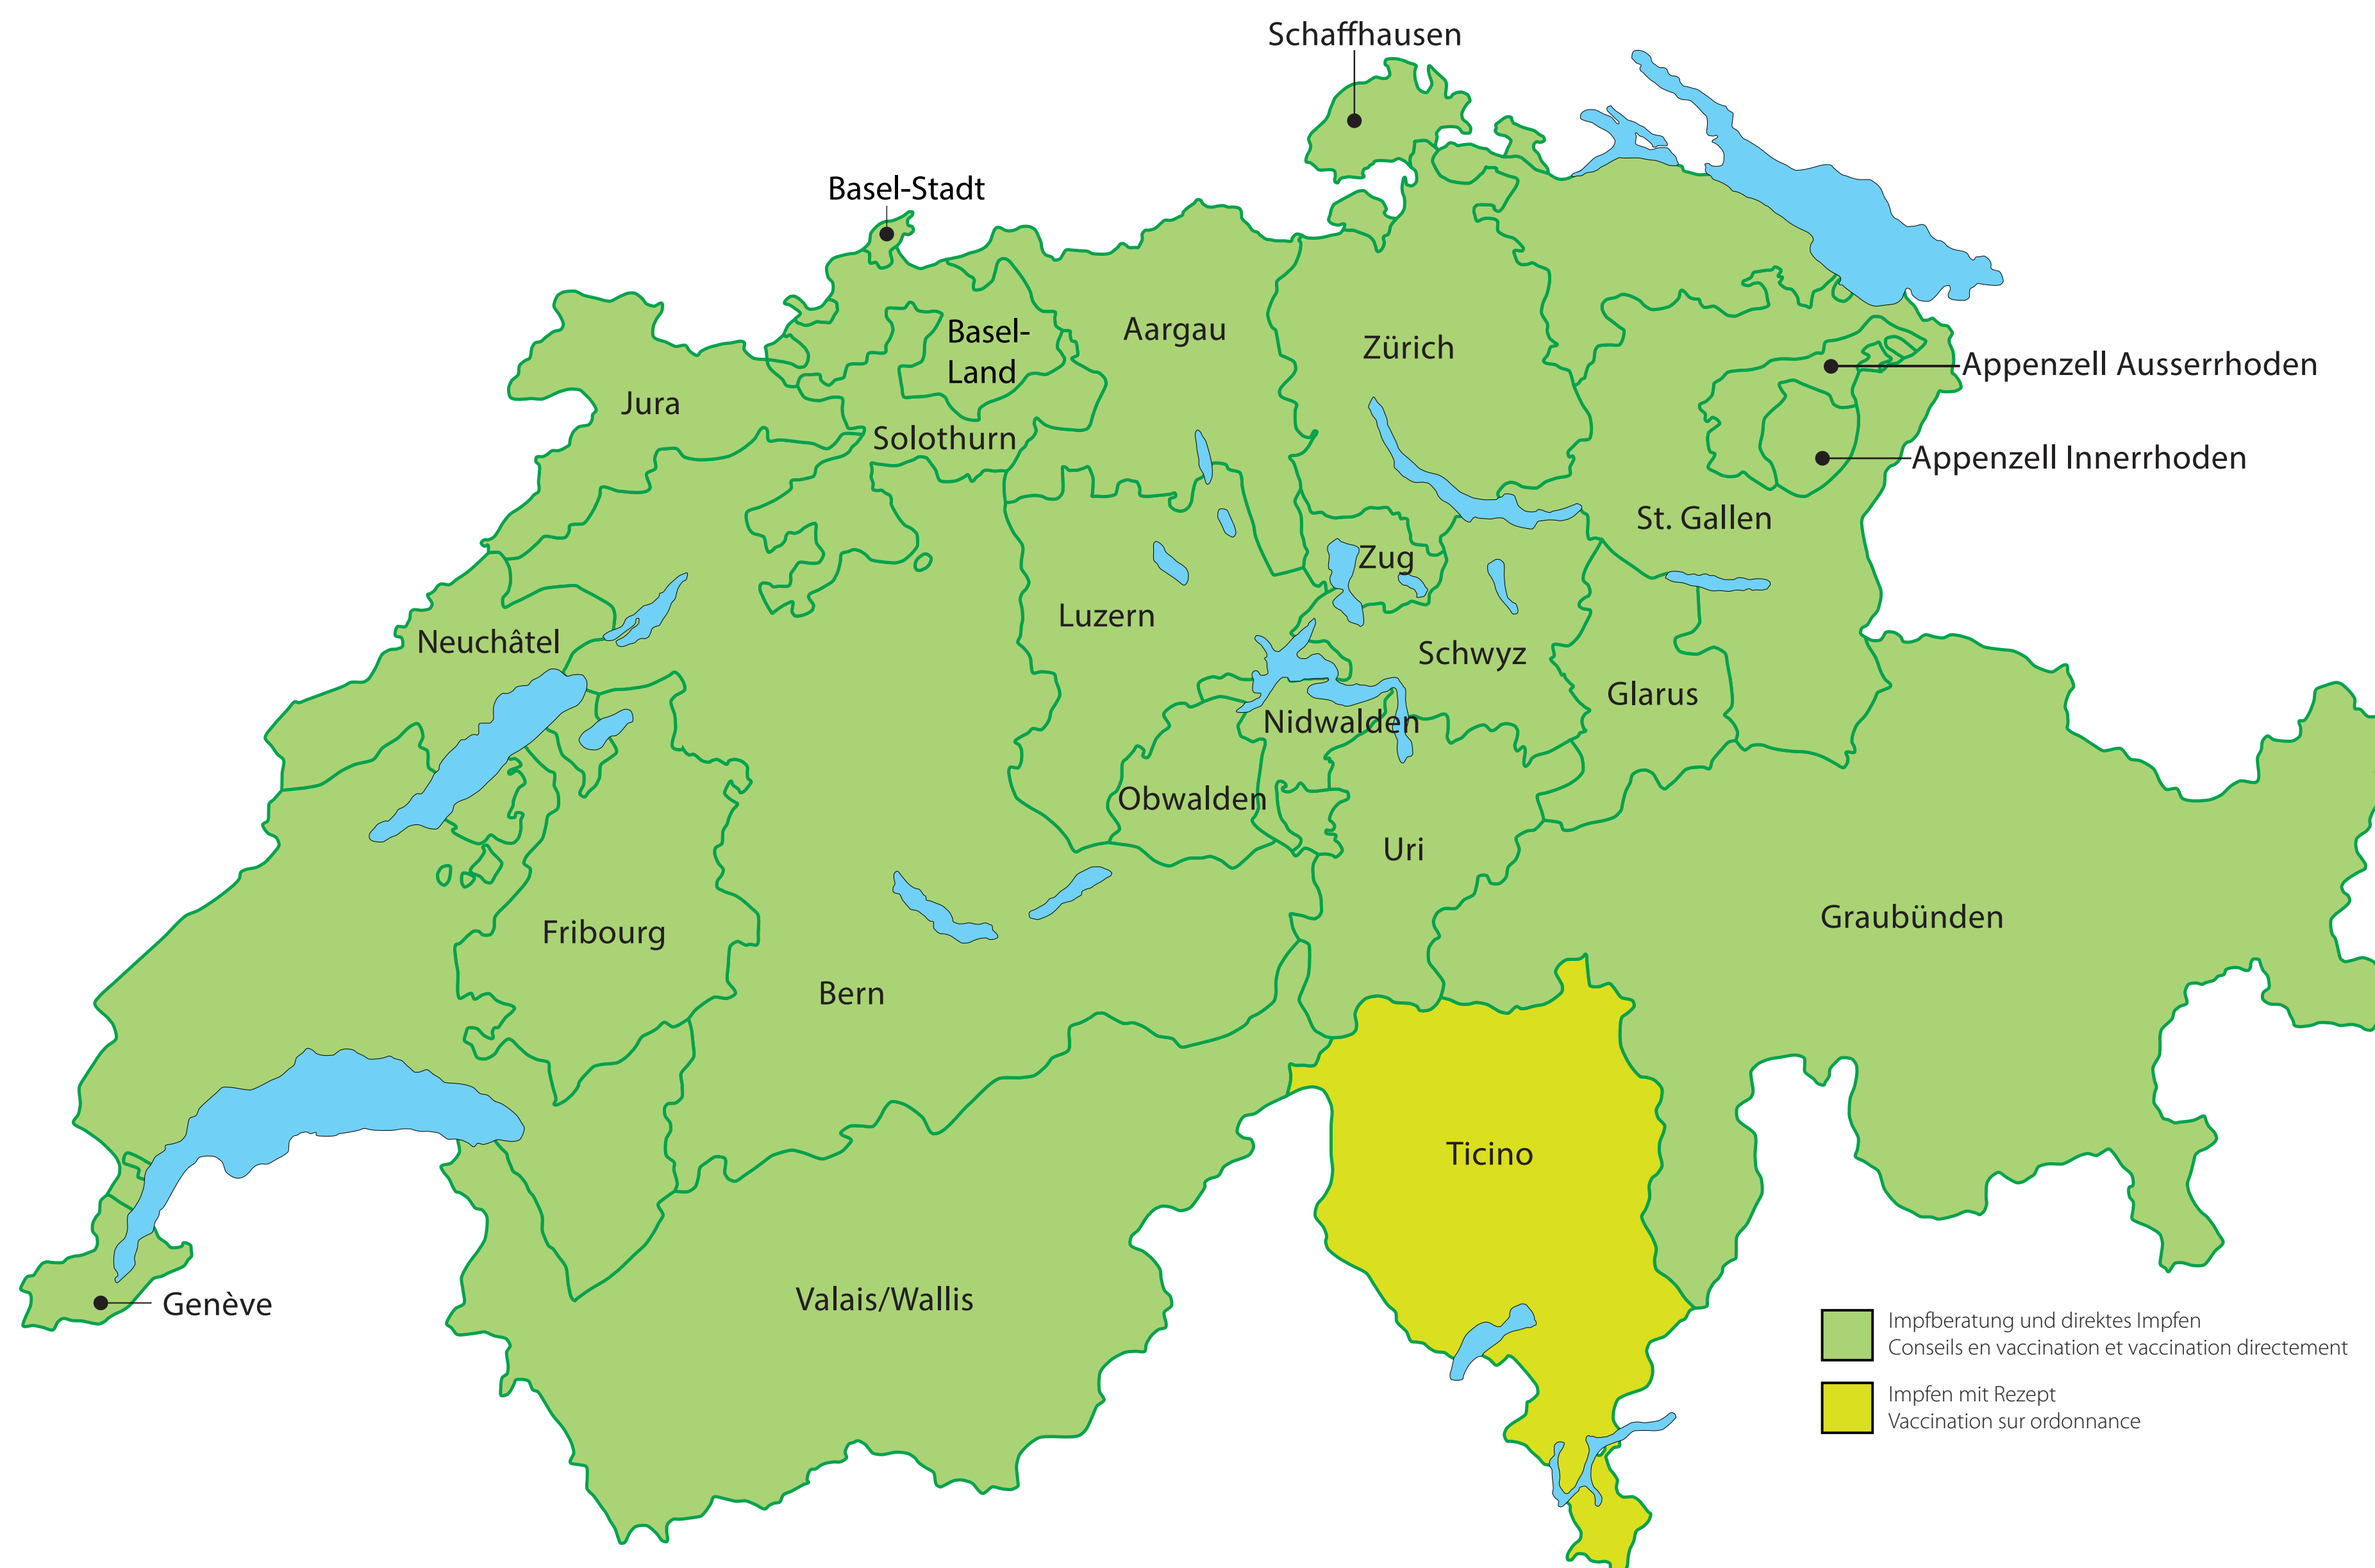 Schaffhausen
Basel-Stadt
Basel-
Land
Aargau
Zürich
Appenzell Ausserrhoden
Jura
Solothurn
Appenzell Innerrhoden
St. Gallen
Zug
Luzern
Neuchâtel
Schwyz
Glarus
Nidwalden
Obwalden
Uri
Graubünden
Fribourg
Bern
Ticino
Valais/Wallis
Genève
Impfberatung und direktes Impfen
Conseils en vaccination et vaccination directement
Impfen mit Rezept
Vaccination sur ordonnance